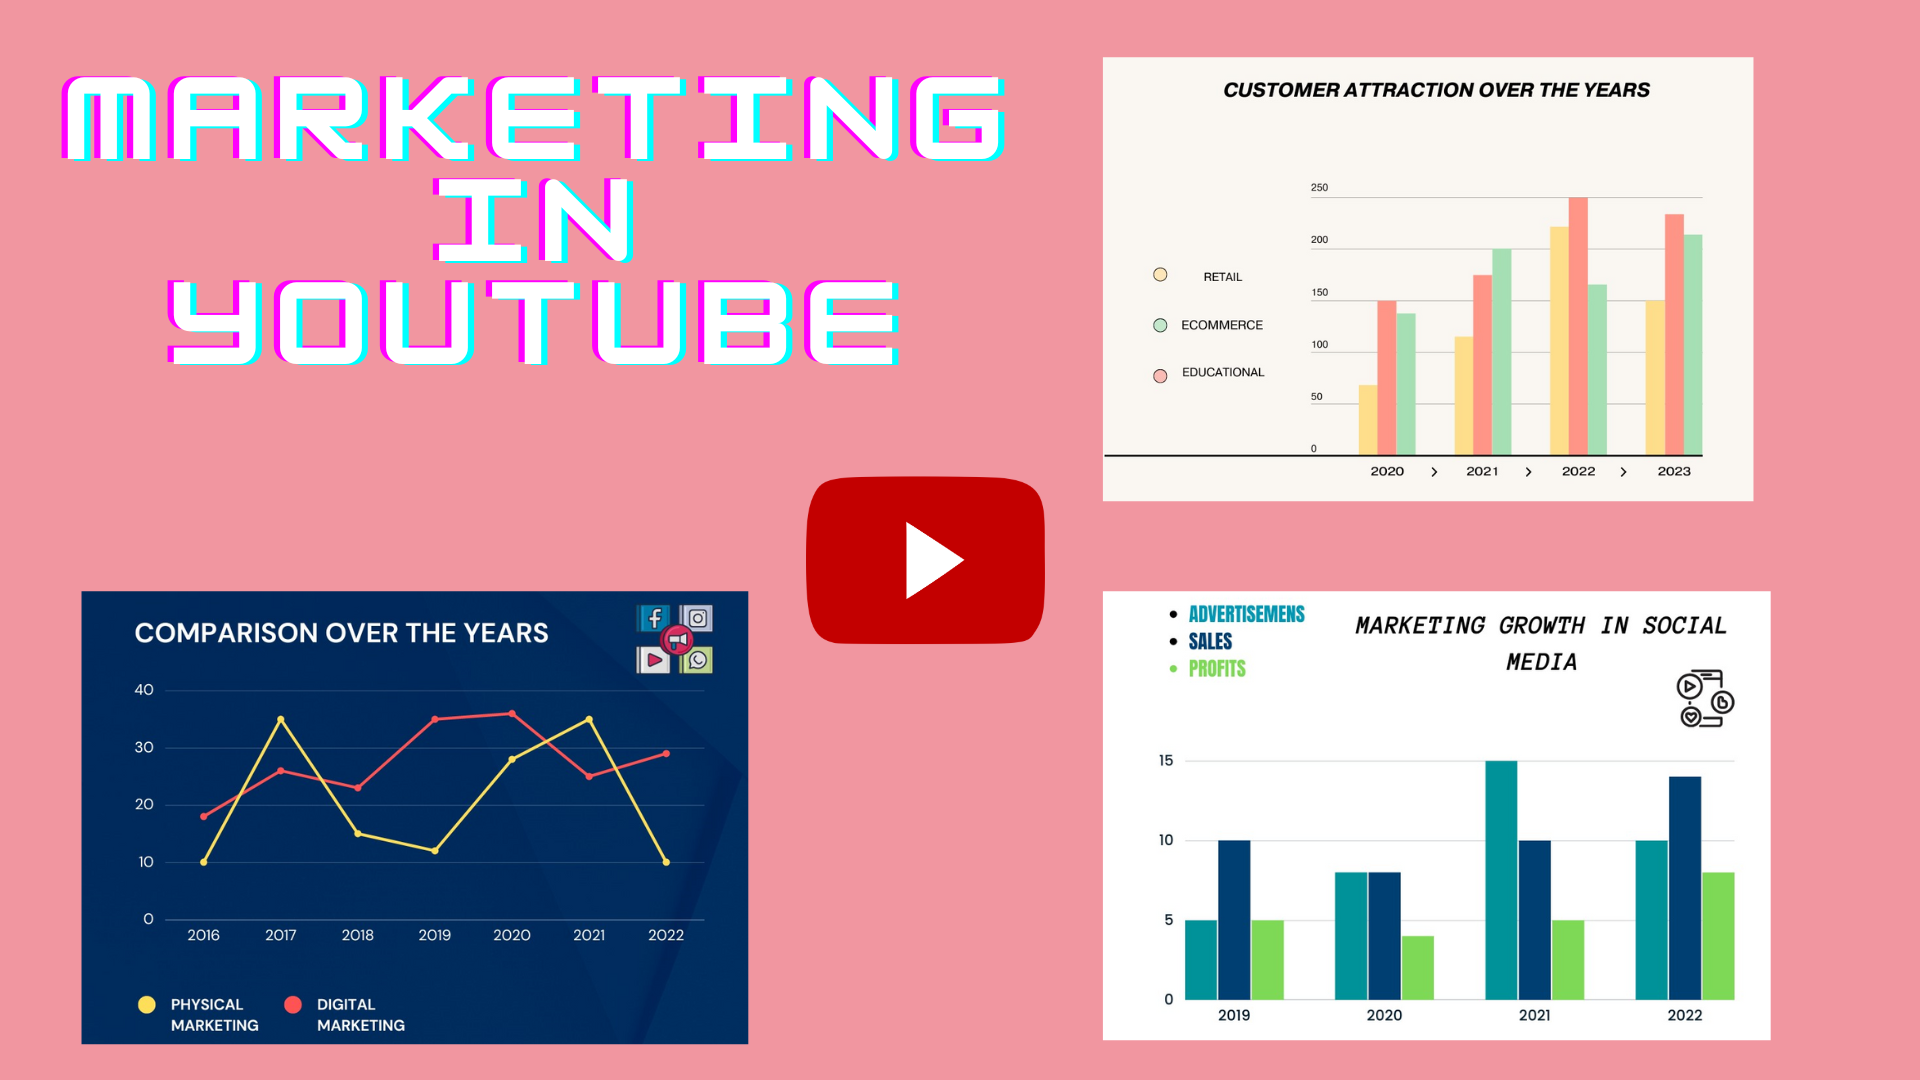 MARKETING
IN
YOUTUBE
CUSTOMER ATTRACTION OVER THE YEARS
250
200
150
100
50
0
RETAIL
ECOMMERCE
EDUCATIONAL
2020 > 2021 > 2022 > 2023
COMPARISON OVER THE YEARS
40
30
20
10
0
2016 2017 2018 2019 2020 2021 2022
PHYSICAL
MARKETING
DIGITAL
MARKETING
• ADVERTISEMENS
• SALES
• PROFITS
MARKETING GROWTH IN SOCIAL
MEDIA
15
10
5
0
2019 2020 2021 2022